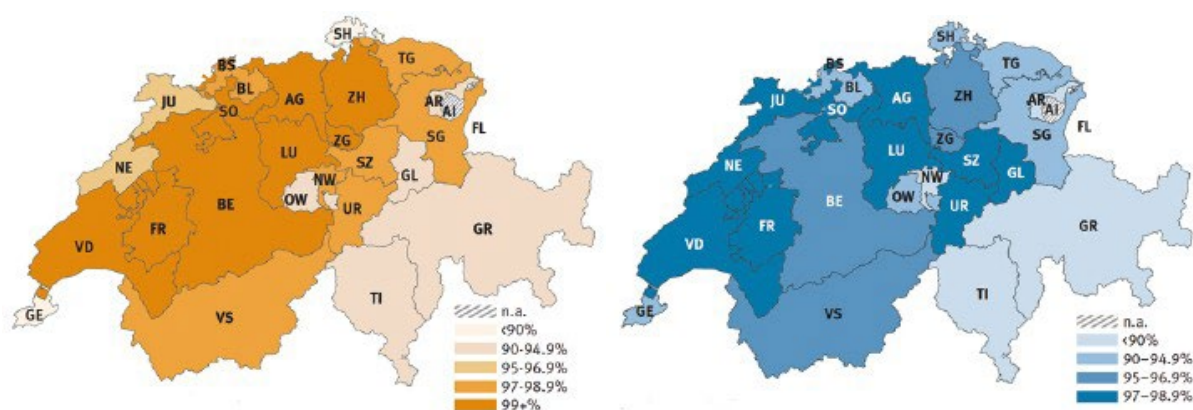 SH
BS
TG
BL
JU
SO
AG
ZH
AR
AI
FL
SG
ZG
LU
SZ
NE
NW
GL
OW
BE
UR
FR
GR
VD
TI
GE
VS
n.a.
<90%
90-94.9%
95-96.9%
97-98.9%
99+%
SH
BS
TG
BL
JU
SO
AG
ZH
AR
AI
FL
SG
ZG
LU
SZ
NE
NW
GL
OW
BE
UR
FR
GR
VD
TI
GE
VS
n.a.
<90%
90–94.9%
95–96.9%
97–98.9%